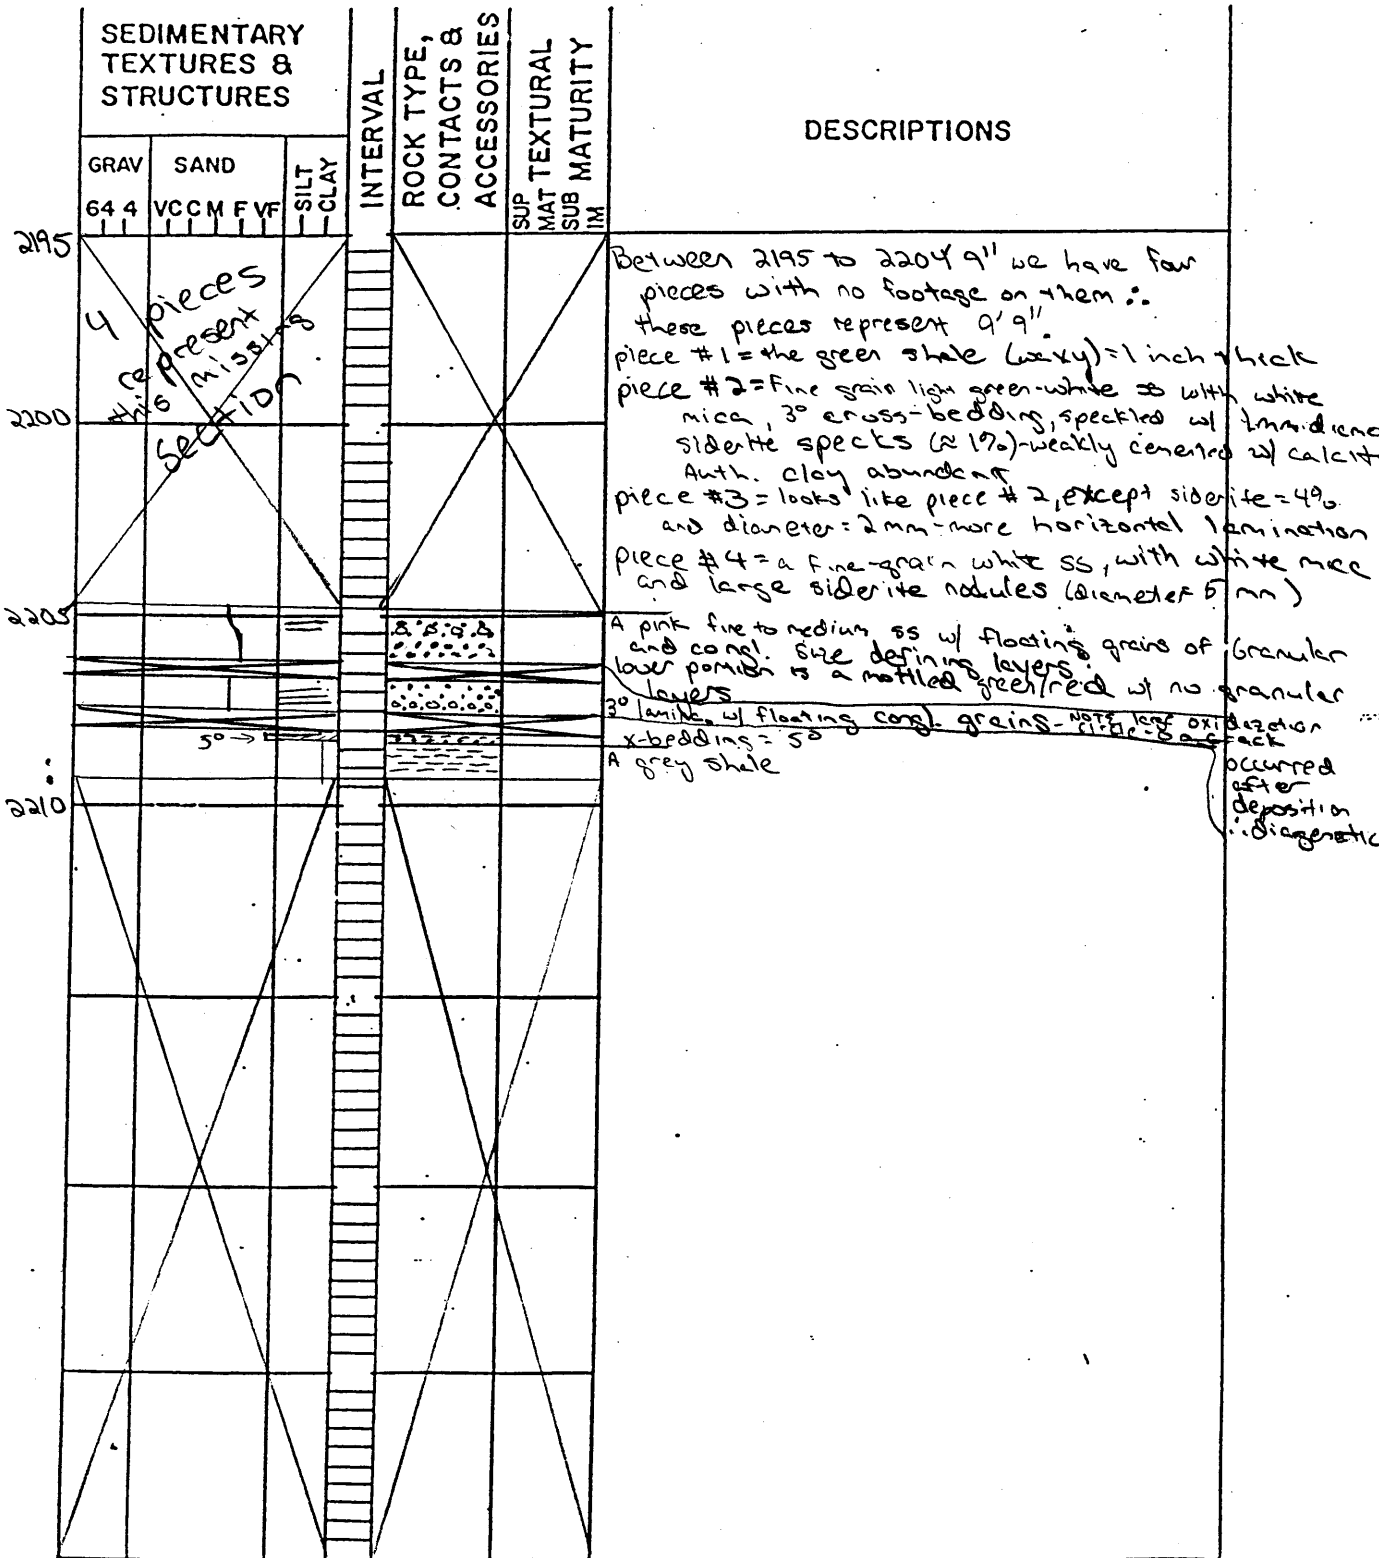 SEDIMENTARY
TEXTURES &
STRUCTURES
GRAV
SAND
SILT
CLAY
64 4
VC C M F VF
INTERVAL
ROCK TYPE,
CONTACTS &
ACCESSORIES
TEXTURAL
MATURITY
SUP
MAT
SUB
IM
DESCRIPTIONS
2195
2200
2205
2210
4 pieces
represent
this missing
section
Between 2195 to 2204' 9" we have four
pieces with no footage on them ∴
these pieces represent 9' 9".
piece #1 = the green shale (waxy) = 1 inch thick
piece #2 = Fine grain light green-white ss with white
mica, 3° cross-bedding, speckled w/ 1mm diame
siderite specks (≈ 1%)-weakly cemented w/ calcite
Auth. clay abundant
piece #3 = looks like piece #2, except siderite = 4%
and diameter = 2mm - more horizontal lamination
piece #4 = a fine-grain white ss, with white mica
and large siderite nodules (diameter 5 mm)
A pink fine to medium ss w/ floating grains of Granular
and congl. size defining layers.
lower portion is a mottled green/red w/ no granular
layers
3° lamina, w/ floating congl. grains - Note oxidazation
x-bedding = 5°
A grey shale
occurred
after
deposition
∴ diagenetic
5° →